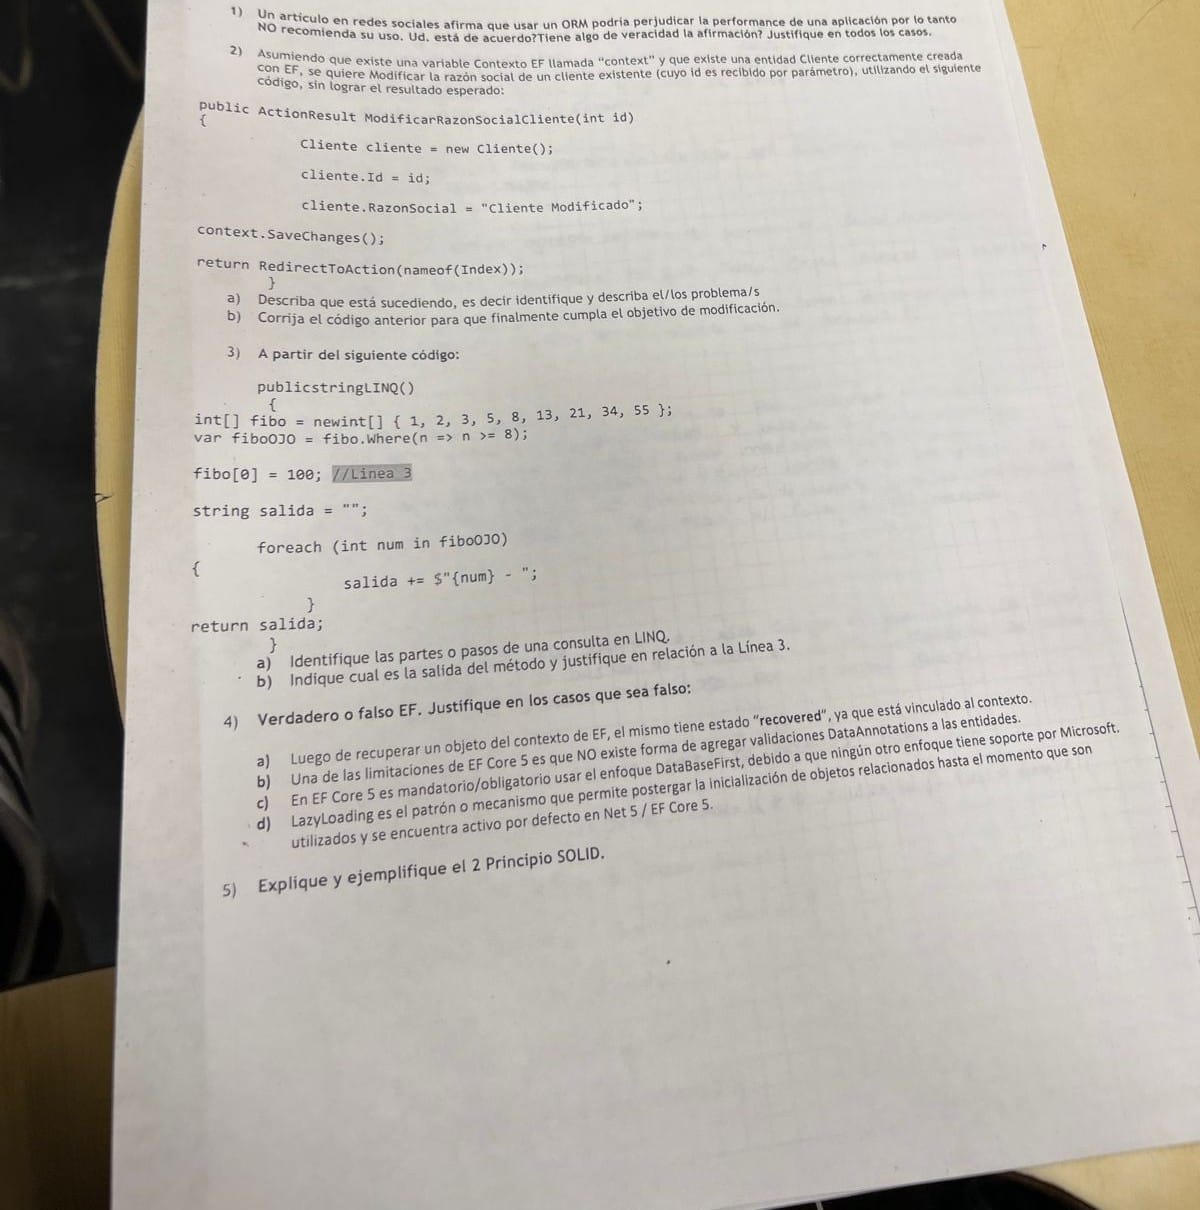 1) Un artículo en redes sociales afirma que usar un ORM podría perjudicar la performance de una aplicación por lo tanto
NO recomienda su uso. Ud. está de acuerdo?Tiene algo de veracidad la afirmación? Justifique en todos los casos.
2) Asumiendo que existe una variable Contexto EF llamada "context" y que existe una entidad Cliente correctamente creada
con EF, se quiere Modificar la razón social de un cliente existente (cuyo id es recibido por parámetro), utilizando el siguiente
código, sin lograr el resultado esperado:
public ActionResult ModificarRazonSocialCliente(int id)
{
Cliente cliente = new Cliente();
cliente.Id = id;
cliente.RazonSocial = "Cliente Modificado";
context.SaveChanges();
return RedirectToAction(nameof(Index));
}
a) Describa que está sucediendo, es decir identifique y describa el/los problema/s
b) Corrija el código anterior para que finalmente cumpla el objetivo de modificación.
3) A partir del siguiente código:
publicstringLINQ()
{
int[] fibo = newint[] { 1, 2, 3, 5, 8, 13, 21, 34, 55 };
var fiboOJO = fibo.Where(n => n >= 8);
fibo[0] = 100; //Linea 3
string salida = "";
foreach (int num in fiboOJO)
{
salida += $"{num} - ";
}
return salida;
}
a) Identifique las partes o pasos de una consulta en LINQ.
b) Indique cual es la salida del método y justifique en relación a la Línea 3.
4) Verdadero o falso EF. Justifique en los casos que sea falso:
a) Luego de recuperar un objeto del contexto de EF, el mismo tiene estado "recovered", ya que está vinculado al contexto.
b) Una de las limitaciones de EF Core 5 es que NO existe forma de agregar validaciones DataAnnotations a las entidades.
c) En EF Core 5 es mandatorio/obligatorio usar el enfoque DataBaseFirst, debido a que ningún otro enfoque tiene soporte por Microsoft.
d) LazyLoading es el patrón o mecanismo que permite postergar la inicialización de objetos relacionados hasta el momento que son
utilizados y se encuentra activo por defecto en Net 5 / EF Core 5.
5) Explique y ejemplifique el 2 Principio SOLID.